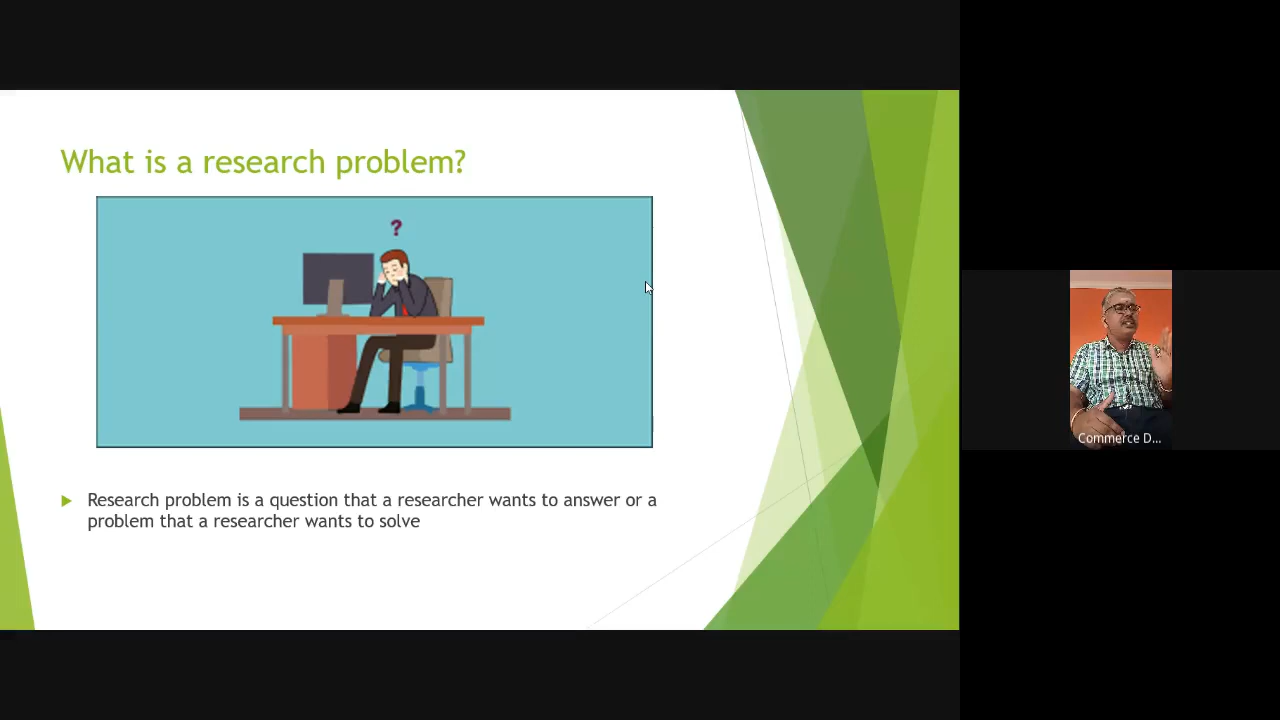 What is a research problem?
?
Research problem is a question that a researcher wants to answer or a
problem that a researcher wants to solve
Commerce D...